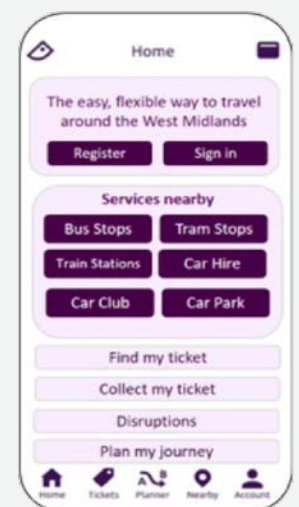 Home
The easy, flexible way to travel
around the West Midlands
Register Sign in
Services nearby
Bus Stops Tram Stops
Train Stations Car Hire
Car Club Car Park
Find my ticket
Collect my ticket
Disruptions
Plan my journey
A B
Home Tickets Planner Nearby Account